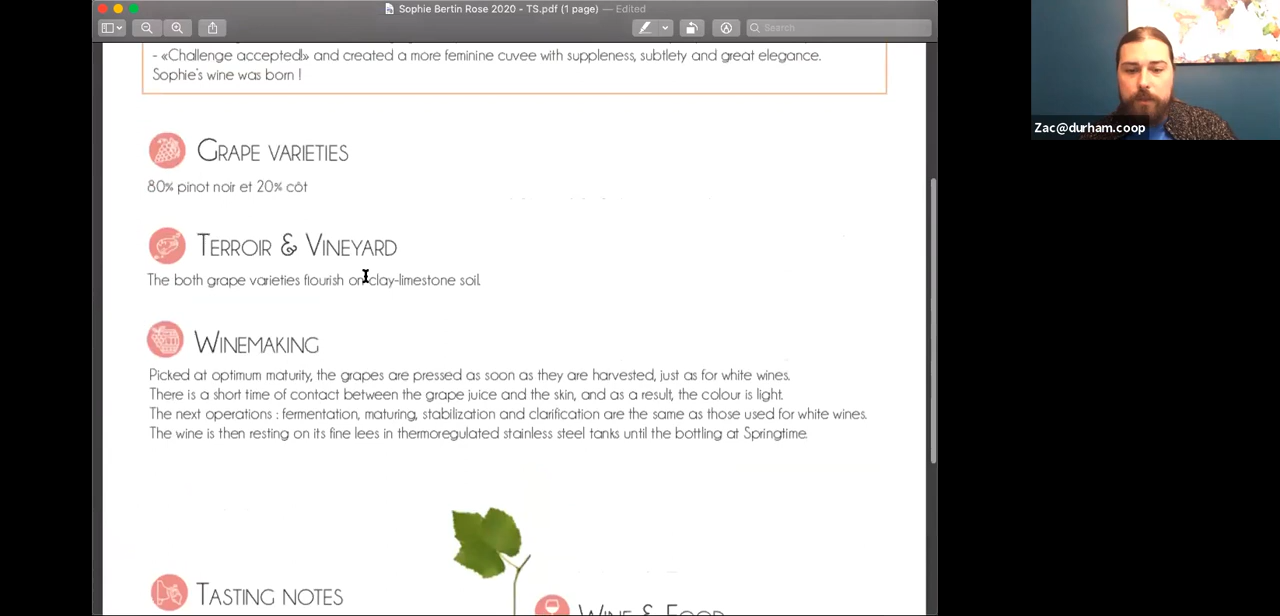 Sophie Bertin Rose 2020 - TS.pdf (1 page) — Edited
Search
- «Challenge accepted!» and created a more feminine cuvee with suppleness, subtlety and great elegance.
Sophie's wine was born !
Grape varieties
80% pinot noir et 20% côt
Terroir & Vineyard
The both grape varieties flourish on clay-limestone soil.
Winemaking
Picked at optimum maturity, the grapes are pressed as soon as they are harvested, just as for white wines.
There is a short time of contact between the grape juice and the skin, and as a result, the colour is light.
The next operations : fermentation, maturing, stabilization and clarification are the same as those used for white wines.
The wine is then resting on its fine lees in thermoregulated stainless steel tanks until the bottling at Springtime.
Tasting notes
Wine & Food
Zac@durham.coop